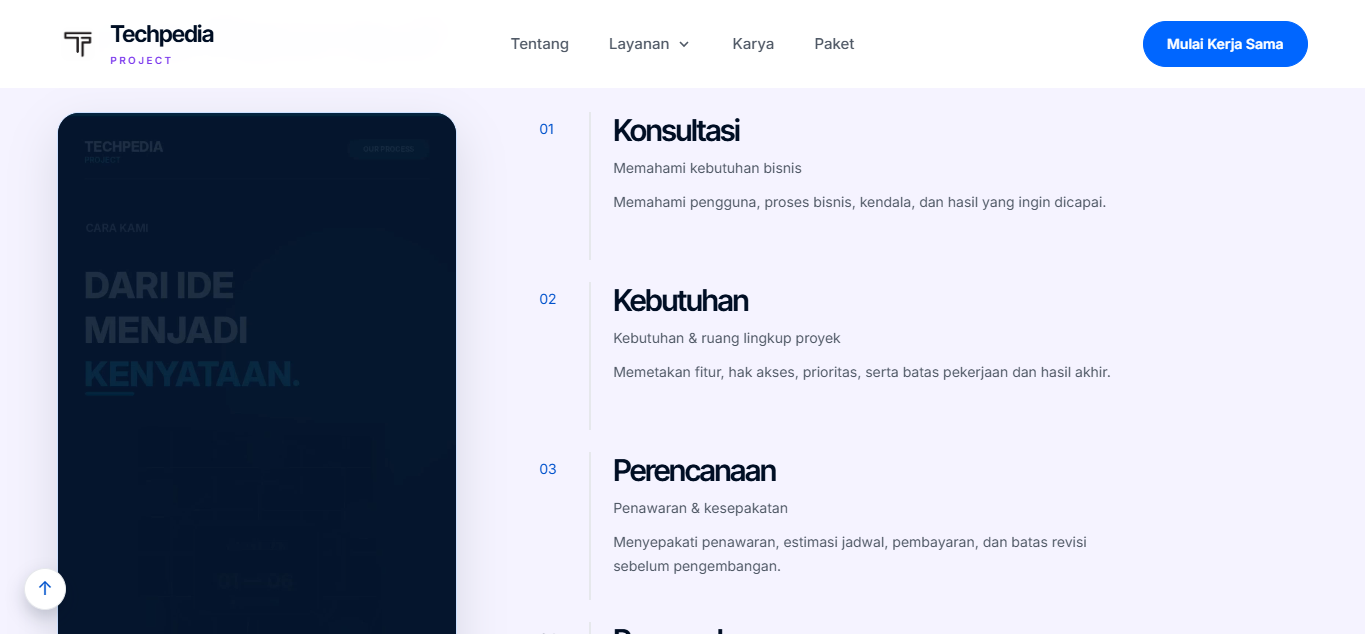 Techpedia
PROJECT
Tentang
Layanan
Karya
Paket
Mulai Kerja Sama
TECHPEDIA
PROJECT
OUR PROCESS
CARA KAMI
DARI IDE
MENJADI
KENYATAAN.
01
Konsultasi
Memahami kebutuhan bisnis
Memahami pengguna, proses bisnis, kendala, dan hasil yang ingin dicapai.
02
Kebutuhan
Kebutuhan & ruang lingkup proyek
Memetakan fitur, hak akses, prioritas, serta batas pekerjaan dan hasil akhir.
03
Perencanaan
Penawaran & kesepakatan
Menyepakati penawaran, estimasi jadwal, pembayaran, dan batas revisi
sebelum pengembangan.